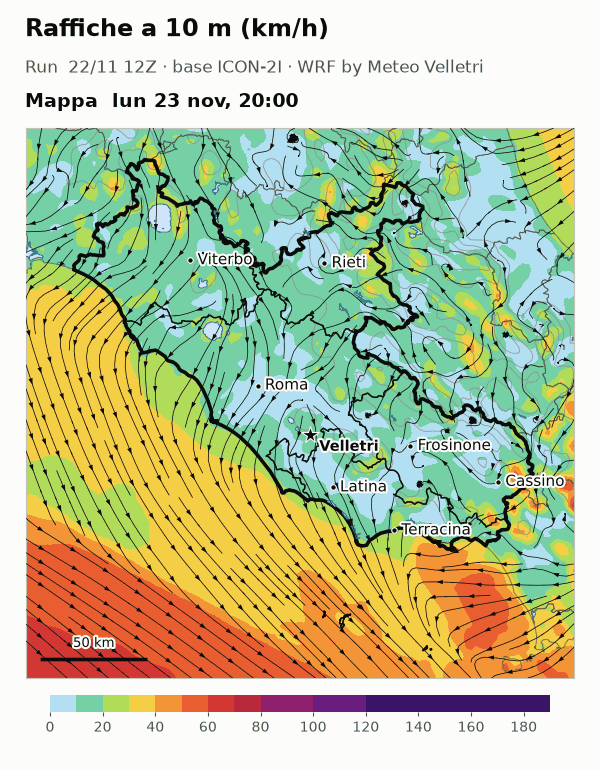 Raffiche a 10 m (km/h)
Run  22/11 12Z · base ICON-2I · WRF by Meteo Velletri
Mappa  lun 23 nov, 20:00
Viterbo
Rieti
Roma
Velletri
Frosinone
Cassino
Latina
Terracina
50 km
0 20 40 60 80 100 120 140 160 180